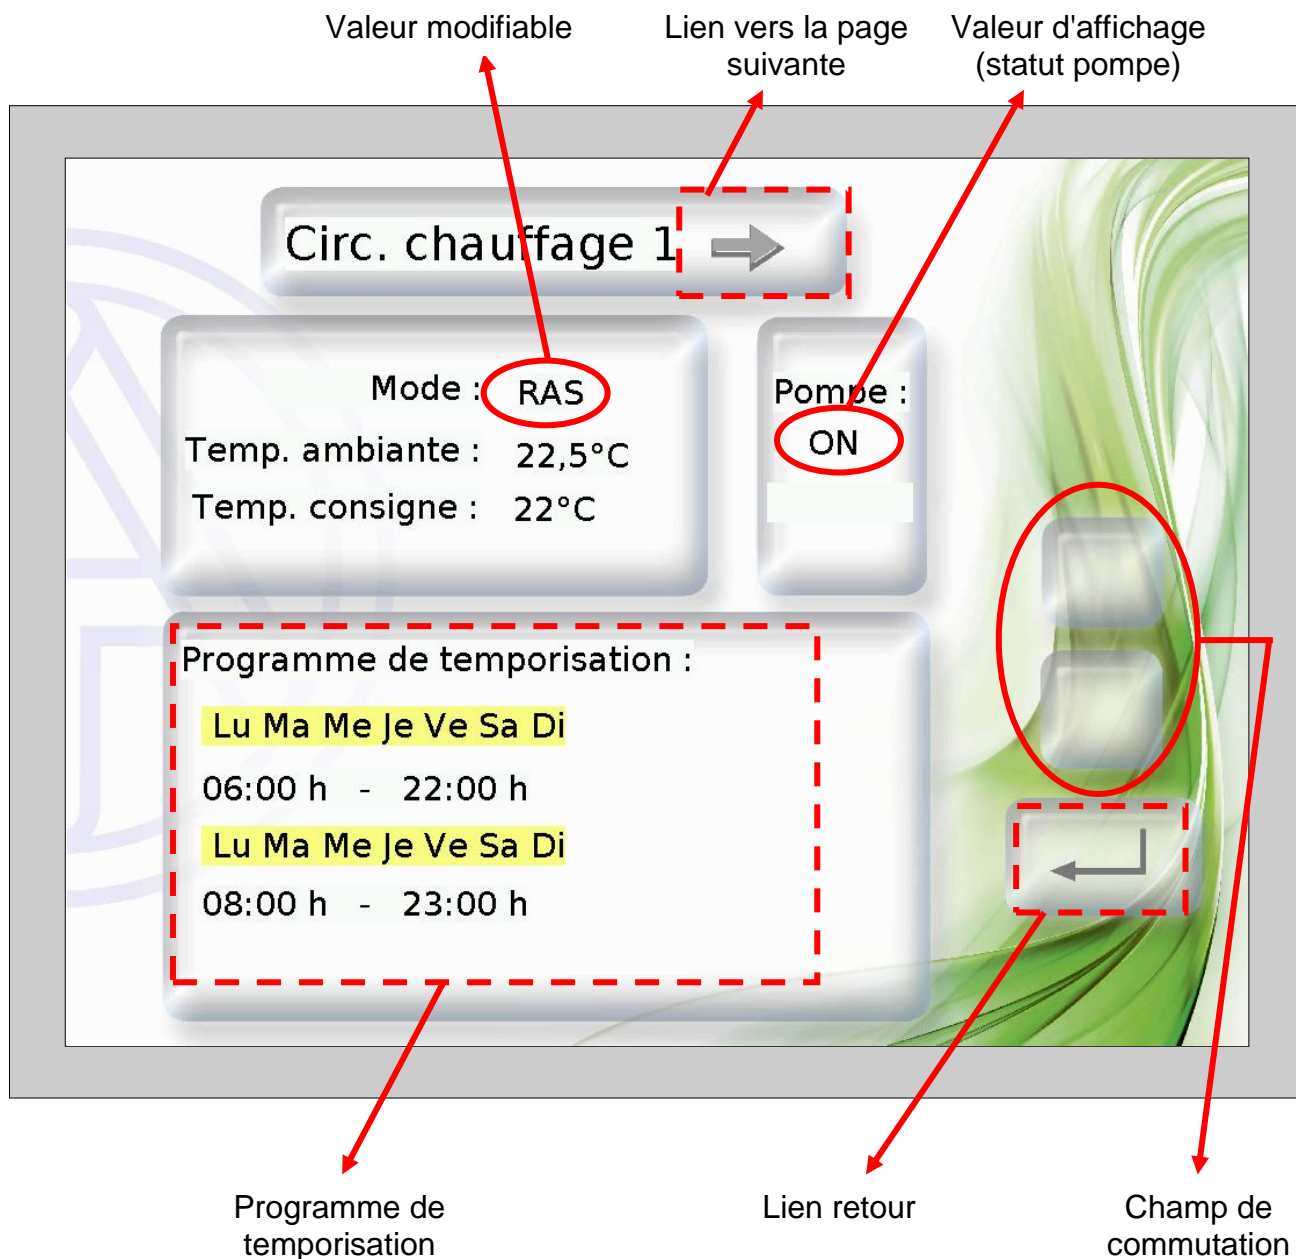 Valeur modifiable
Lien vers la page
suivante
Valeur d'affichage
(statut pompe)
Circ. chauffage 1
Mode : RAS
Temp. ambiante : 22,5°C
Temp. consigne : 22°C
Pompe :
ON
Programme de temporisation :
Lu Ma Me Je Ve Sa Di
06:00 h - 22:00 h
Lu Ma Me Je Ve Sa Di
08:00 h - 23:00 h
Programme de
temporisation
Lien retour
Champ de
commutation